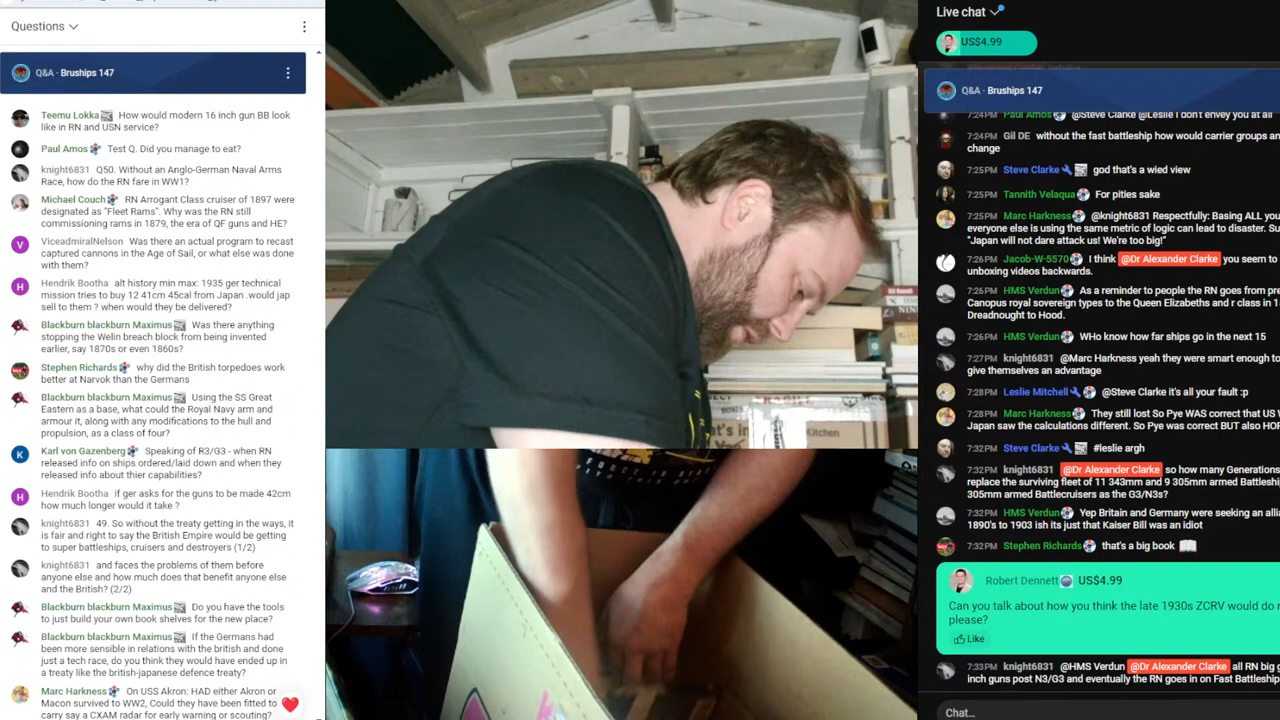 Questions
Q&A · Bruships 147
Teemu Lokka How would modern 16 inch gun BB look
like in RN and USN service?
Paul Amos Test Q. Did you manage to eat?
knight6831 Q50. Without an Anglo-German Naval Arms
Race, how do the RN fare in WW1?
Michael Couch RN Arrogant Class cruiser of 1897 were
designated as "Fleet Rams". Why was the RN still
commissioning rams in 1879, the era of QF guns and HE?
ViceadmiralNelson Was there an actual program to recast
captured cannons in the Age of Sail, or what else was done
with them?
Hendrik Bootha alt history min max: 1935 ger technical
mission tries to buy 12 41cm 45cal from Japan .would jap
sell to them ? when would they be delivered?
Blackburn blackburn Maximus Was there anything
stopping the Welin breach block from being invented
earlier, say 1870s or even 1860s?
Stephen Richards why did the British torpedoes work
better at Narvok than the Germans
Blackburn blackburn Maximus Using the SS Great
Eastern as a base, what could the Royal Navy arm and
armour it, along with any modifications to the hull and
propulsion, as a class of four?
Karl von Gazenberg Speaking of R3/G3 - when RN
released info on ships ordered/laid down and when they
released info about thier capabilities?
Hendrik Bootha if ger asks for the guns to be made 42cm
how much longer would it take ?
knight6831 49. So without the treaty getting in the ways, it
is fair and right to say the British Empire would be getting
to super battleships, cruisers and destroyers (1/2)
knight6831 and faces the problems of them before
anyone else and how much does that benefit anyone else
and the British? (2/2)
Blackburn blackburn Maximus Do you have the tools
to just build your own book shelves for the new place?
Blackburn blackburn Maximus If the Germans had
been more sensible in relations with the british and done
just a tech race, do you think they would have ended up in
a treaty like the british-japanese defence treaty?
Marc Harkness On USS Akron: HAD either Akron or
Macon survived to WW2, Could they have been fitted to
carry say a CXAM radar for early warning or scouting?
Kitchen
Live chat
US$4.99
Q&A · Bruships 147
7:24PM Paul Amos @Steve Clarke @Leslie I don't envey you at all
7:24PM Gil DE without the fast battleship how would carrier groups an
change
7:25PM Steve Clarke god that's a wied view
7:25PM Tannith Velaqua For pities sake
7:25PM Marc Harkness @knight6831 Respectfully: Basing ALL yo
everyone else is using the same metric of logic can lead to disaster. Su
"Japan will not dare attack us! We're too big!"
7:26PM Jacob-W-5570 I think @Dr Alexander Clarke you seem to
unboxing videos backwards.
7:26PM HMS Verdun As a reminder to people the RN goes from pre
Canopus royal sovereign types to the Queen Elizabeths and r class in 1
Dreadnought to Hood.
7:26PM HMS Verdun WHo know how far ships go in the next 15
7:27PM knight6831 @Marc Harkness yeah they were smart enough to
give themselves an advantage
7:28PM Leslie Mitchell @Steve Clarke it's all your fault :p
7:28PM Marc Harkness They still lost So Pye WAS correct that US W
Japan saw the calculations different. So Pye was correct BUT also HOR
7:32PM Steve Clarke #leslie argh
7:32PM knight6831 @Dr Alexander Clarke so how many Generations
replace the surviving fleet of 11 343mm and 9 305mm armed Battleship
305mm armed Battlecruisers as the G3/N3s?
7:32PM HMS Verdun Yep Britain and Germany were seeking an allia
1890's to 1903 ish its just that Kaiser Bill was an idiot
7:32PM Stephen Richards that's a big book
Robert Dennett US$4.99
Can you talk about how you think the late 1930s ZCRV would do
please?
Like
7:33PM knight6831 @HMS Verdun @Dr Alexander Clarke all RN big g
inch guns post N3/G3 and eventually the RN goes in on Fast Battleship
Chat...